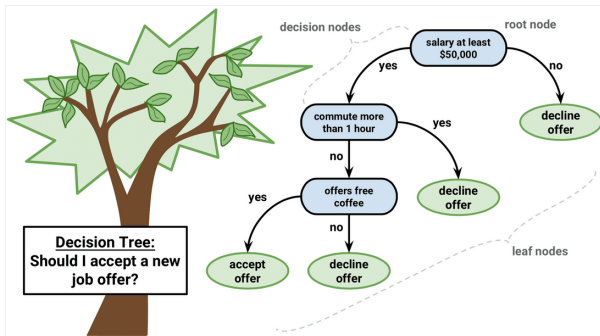 decision nodes
root node
salary at least
$50,000
yes
no
commute more
than 1 hour
yes
decline
offer
no
offers free
coffee
decline
offer
yes
no
leaf nodes
Decision Tree:
Should I accept a new
job offer?
accept
offer
decline
offer